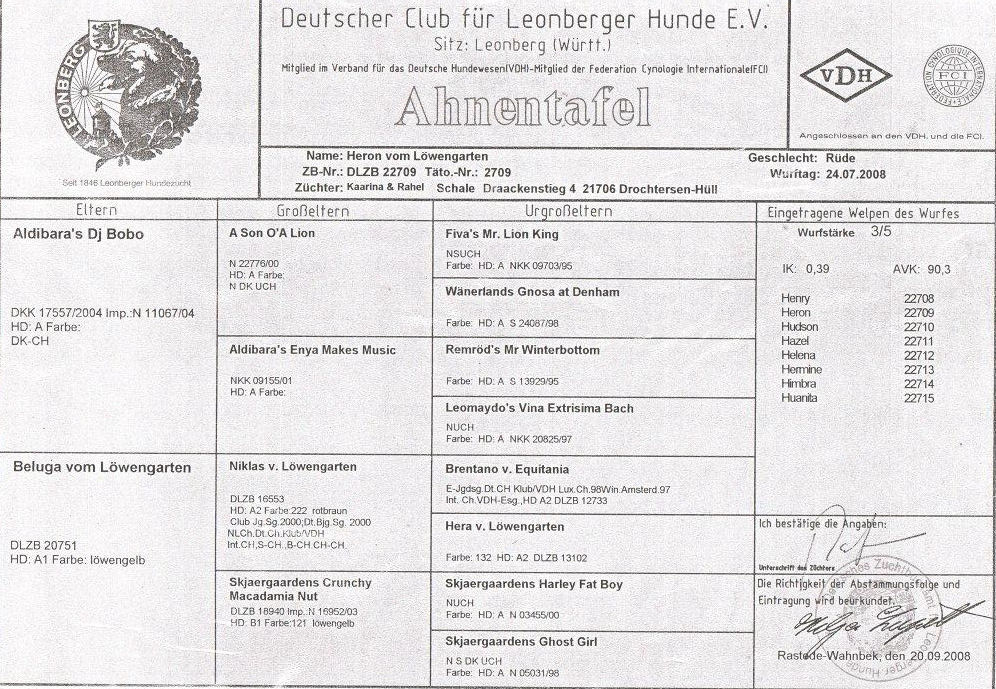 Deutscher Club für Leonberger Hunde E.V.
Sitz: Leonberg (Württ.)
Mitglied im Verband für das Deutsche Hundewesen(VDH)-Mitglied der Federation Cynologie Internationale(FCI)
Ahnentafel
LEONBERG
Seit 1846 Leonberger Hundezucht
VDH
FEDERATION CYNOLOGIQUE INTERNATIONALE
FCI
Angeschlossen an den VDH. und die FCI.
Name: Heron vom Löwengarten
Geschlecht: Rüde
ZB-Nr.: DLZB 22709 Täto.-Nr.: 2709
Wurftag: 24.07.2008
Züchter: Kaarina & Rahel Schale Draackenstieg 4 21706 Drochtersen-Hüll
Eltern
Großeltern
Urgroßeltern
Eingetragene Welpen des Wurfes
Aldibara's Dj Bobo
DKK 17557/2004 Imp.:N 11067/04
HD: A Farbe:
DK-CH
Beluga vom Löwengarten
DLZB 20751
HD: A1 Farbe: löwengelb
A Son O'A Lion
N 22776/00
HD: A Farbe:
N DK UCH
Aldibara's Enya Makes Music
NKK 09155/01
HD: A Farbe:
Niklas v. Löwengarten
DLZB 16553
HD: A2 Farbe:222 rotbraun
Club Jg.Sg.2000;Dt.Bjg.Sg. 2000
NLCh.Dt.Ch.Klub/VDH
Int.CH,S-CH.,B-CH.CH-CH.
Skjaergaardens Crunchy
Macadamia Nut
DLZB 18940 Imp.:N 16952/03
HD: B1 Farbe:121 löwengelb
Fiva's Mr. Lion King
NSUCH
Farbe: HD: A NKK 09703/95
Wänerlands Gnosa at Denham
Farbe: HD: A S 24087/98
Remröd's Mr Winterbottom
Farbe: HD: A S 13929/95
Leomaydo's Vina Extrisima Bach
NUCH
Farbe: HD: A NKK 20825/97
Brentano v. Equitania
E-Jgdsg.Dt.CH Klub/VDH Lux.Ch.98Win.Amsterd.97
Int. Ch.VDH-Esg.,HD A2 DLZB 12733
Hera v. Löwengarten
Farbe: 132 HD: A2 DLZB 13102
Skjaergaardens Harley Fat Boy
NUCH
Farbe: HD: A N 03455/00
Skjaergaardens Ghost Girl
N S DK UCH
Farbe: HD: A N 05031/98
Wurfstärke 3/5
IK: 0,39 AVK: 90,3
Henry 22708
Heron 22709
Hudson 22710
Hazel 22711
Helena 22712
Hermine 22713
Himbra 22714
Huanita 22715
Ich bestätige die Angaben:
Unterschrift des Züchters
Die Richtigkeit der Abstammungsfolge und
Eintragung wird beurkundet.
Rastede-Wahnbek, den 20.09.2008